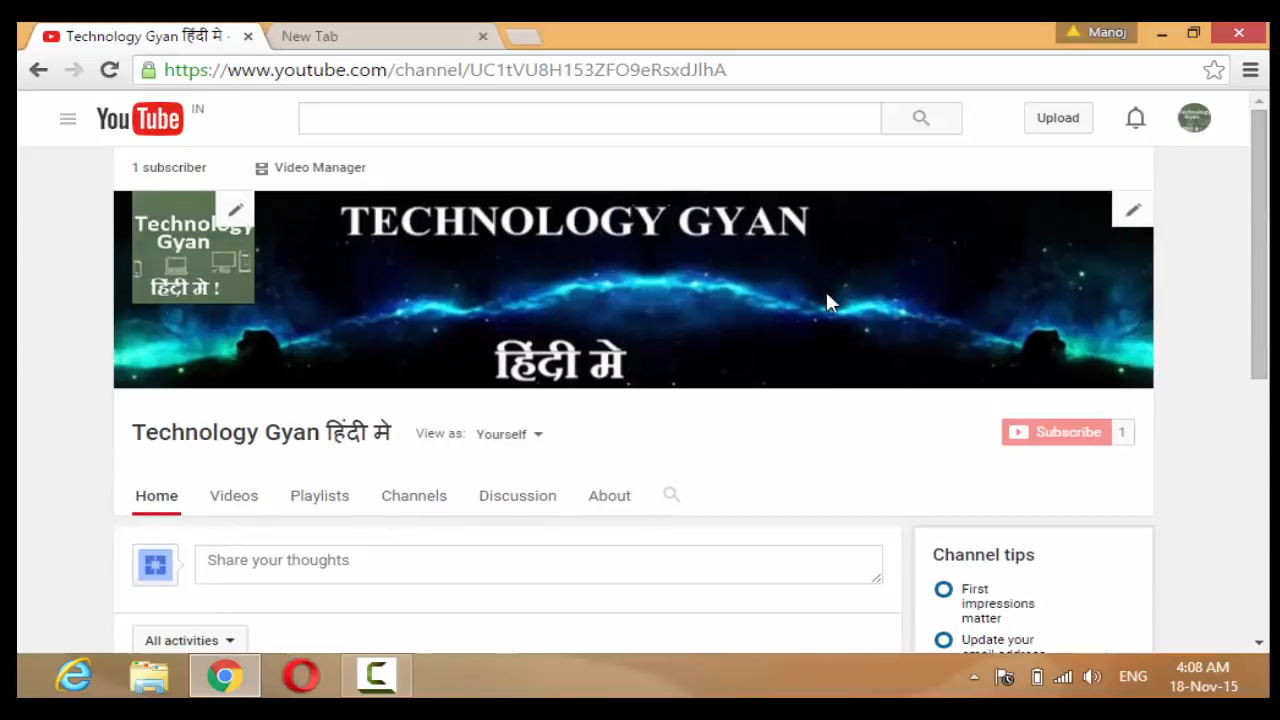 Technology Gyan हिंदी मे -
New Tab
Manoj
https://www.youtube.com/channel/UC1tVU8H153ZFO9eRsxdJlhA
YouTube IN
Upload
1 subscriber
Video Manager
Technology
Gyan
हिंदी मे !
TECHNOLOGY GYAN
हिंदी मे
Technology Gyan हिंदी मे
View as: Yourself
Subscribe 1
Home Videos Playlists Channels Discussion About
Share your thoughts
All activities
Channel tips
First
impressions
matter
Update your
email address
ENG
4:08 AM
18-Nov-15